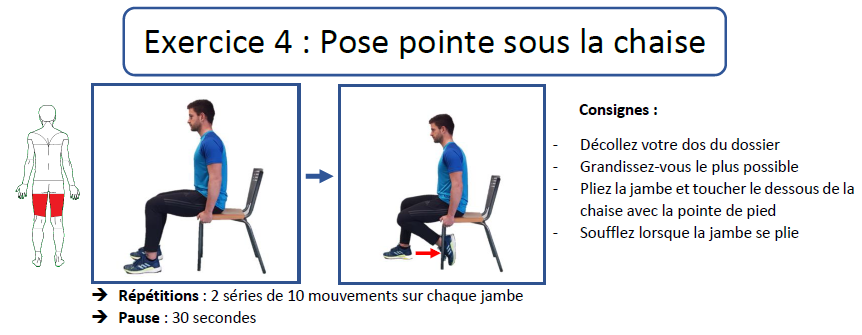 Exercice 4 : Pose pointe sous la chaise
Consignes :
- Décollez votre dos du dossier
- Grandissez-vous le plus possible
- Pliez la jambe et toucher le dessous de la
chaise avec la pointe de pied
- Soufflez lorsque la jambe se plie
➔ Répétitions : 2 séries de 10 mouvements sur chaque jambe
➔ Pause : 30 secondes